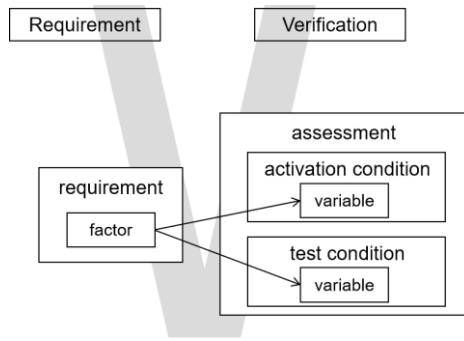 Requirement
Verification
requirement
factor
assessment
activation condition
variable
test condition
variable